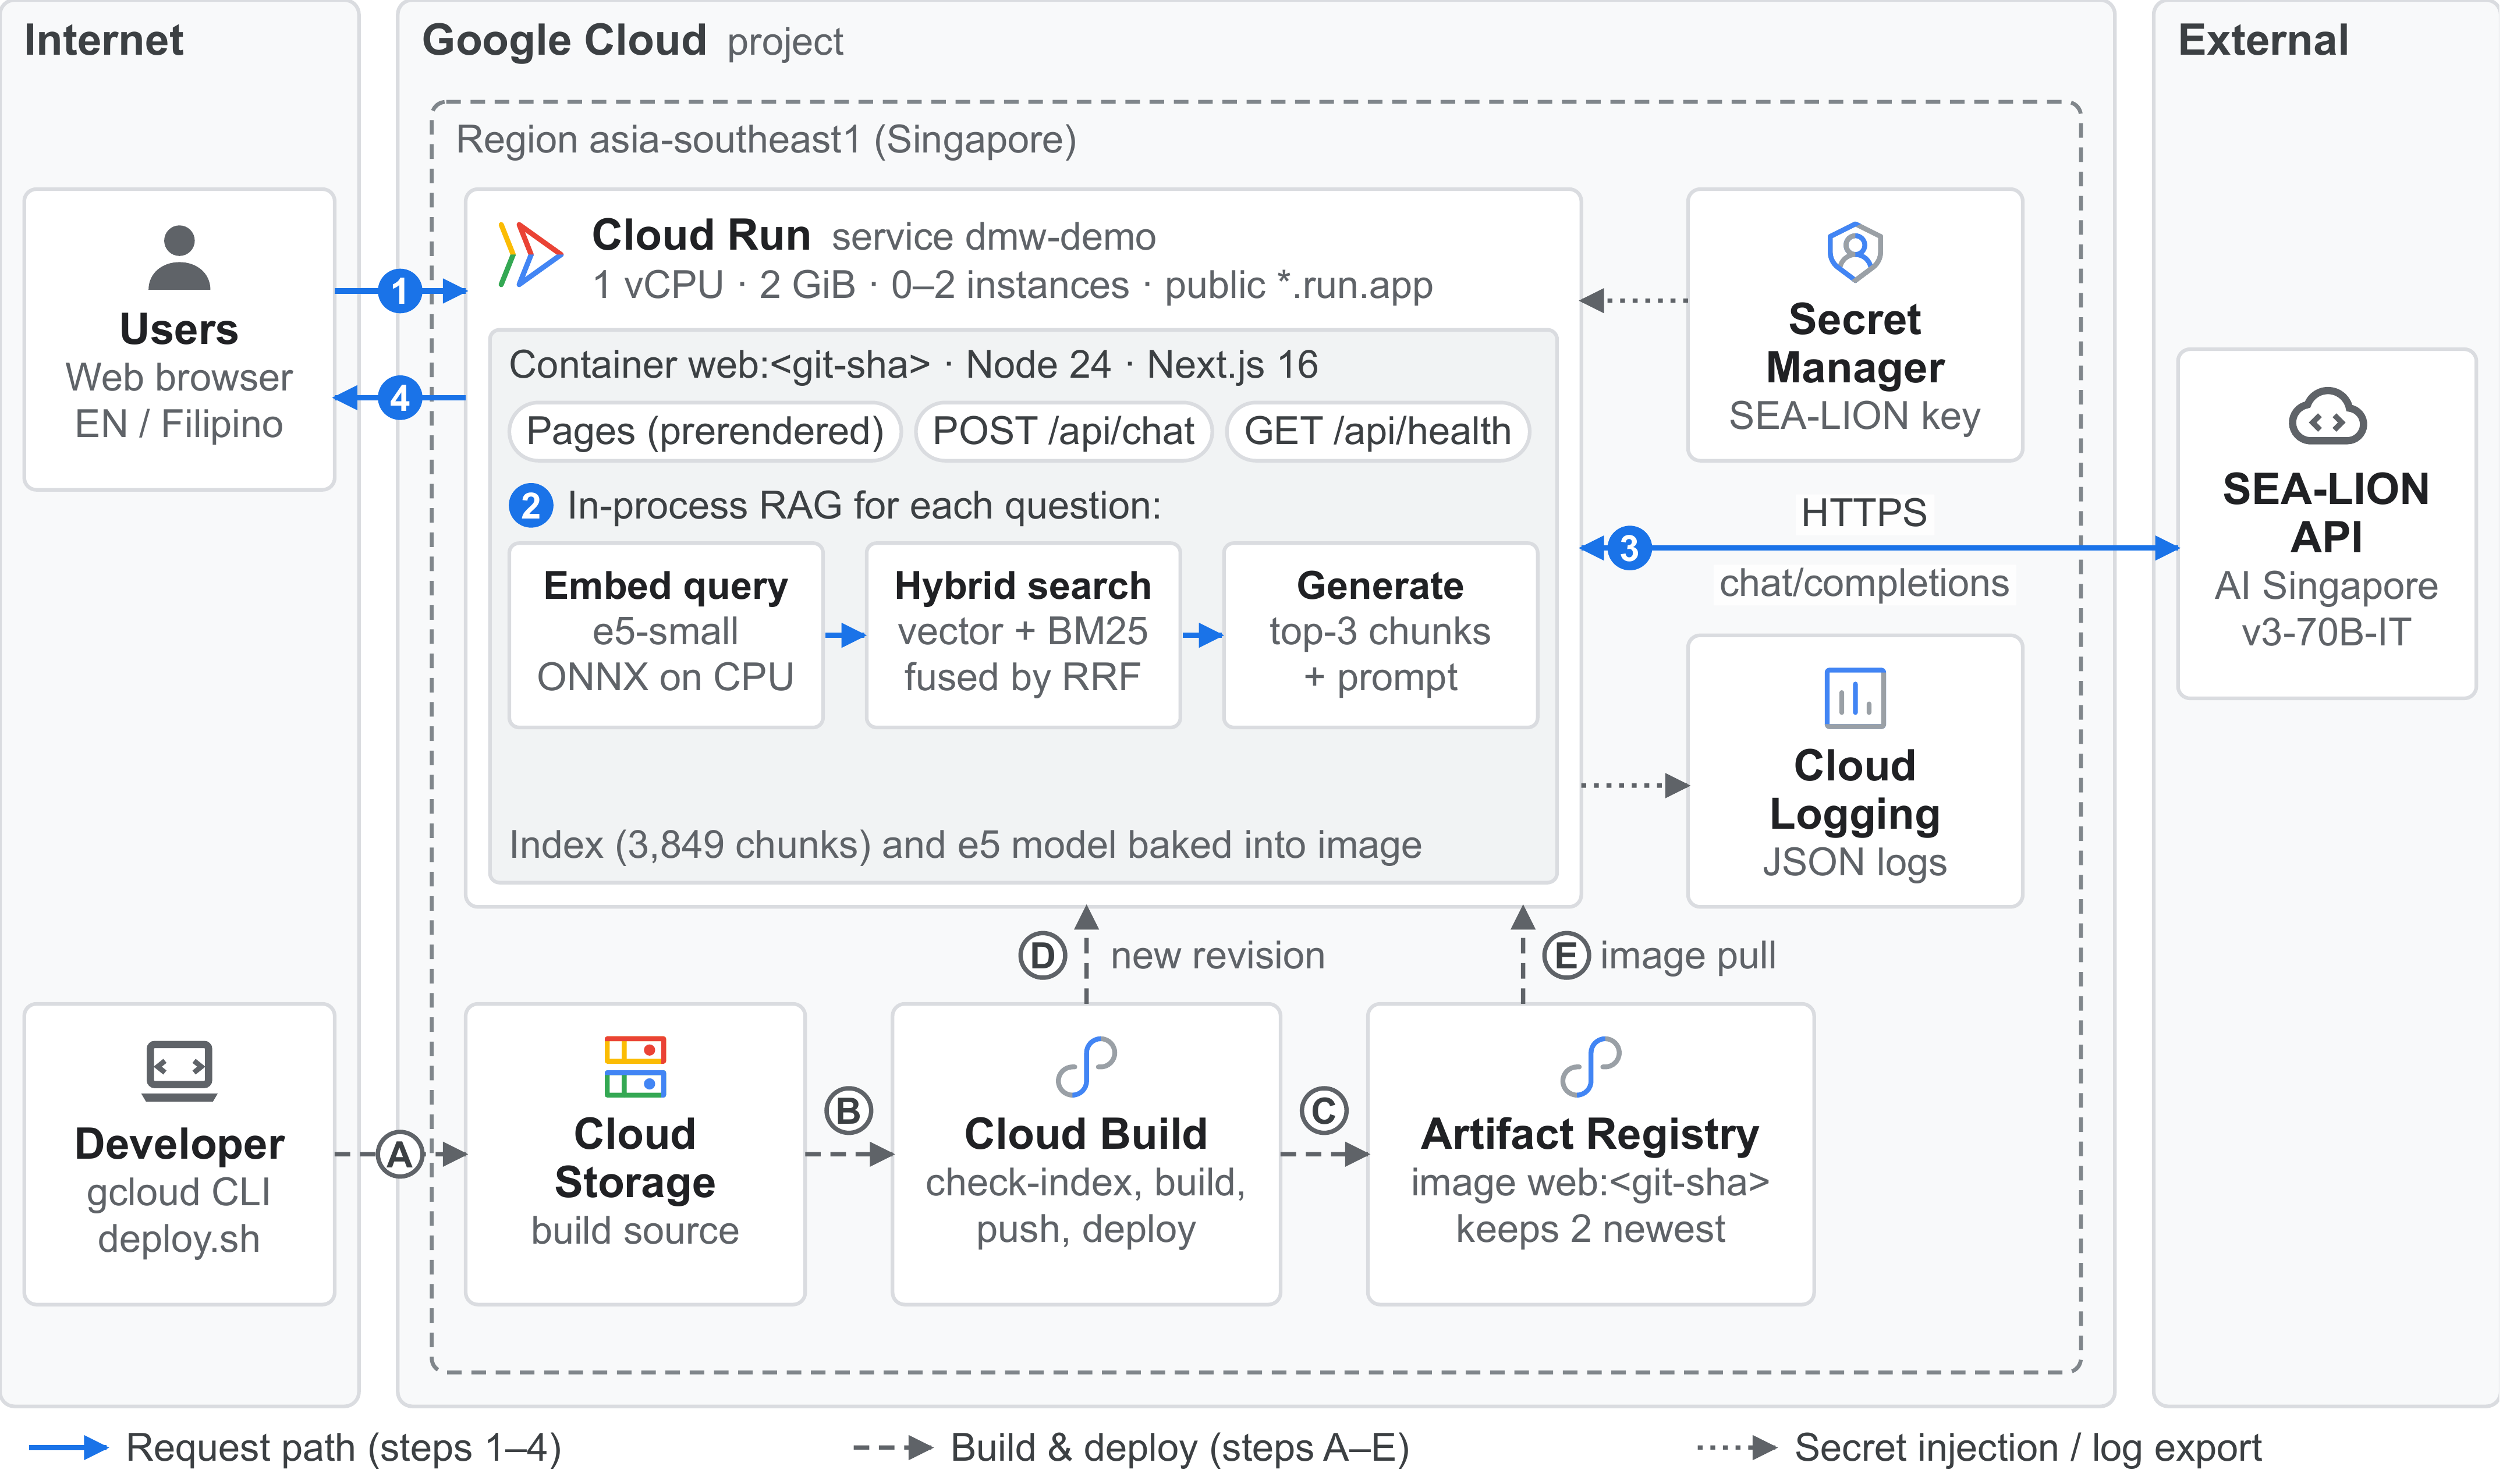 Internet
Google Cloud project
External
Region asia-southeast1 (Singapore)
Users
Web browser
EN / Filipino
1
4
Cloud Run service dmw-demo
1 vCPU · 2 GiB · 0–2 instances · public *.run.app
Container web:<git-sha> · Node 24 · Next.js 16
Pages (prerendered)
POST /api/chat
GET /api/health
2 In-process RAG for each question:
Embed query
e5-small
ONNX on CPU
Hybrid search
vector + BM25
fused by RRF
Generate
top-3 chunks
+ prompt
Index (3,849 chunks) and e5 model baked into image
Secret
Manager
SEA-LION key
HTTPS
3
chat/completions
SEA-LION
API
AI Singapore
v3-70B-IT
Cloud
Logging
JSON logs
D new revision
E image pull
Developer
gcloud CLI
deploy.sh
A
Cloud
Storage
build source
B
Cloud Build
check-index, build,
push, deploy
C
Artifact Registry
image web:<git-sha>
keeps 2 newest
Request path (steps 1–4)
Build & deploy (steps A–E)
Secret injection / log export